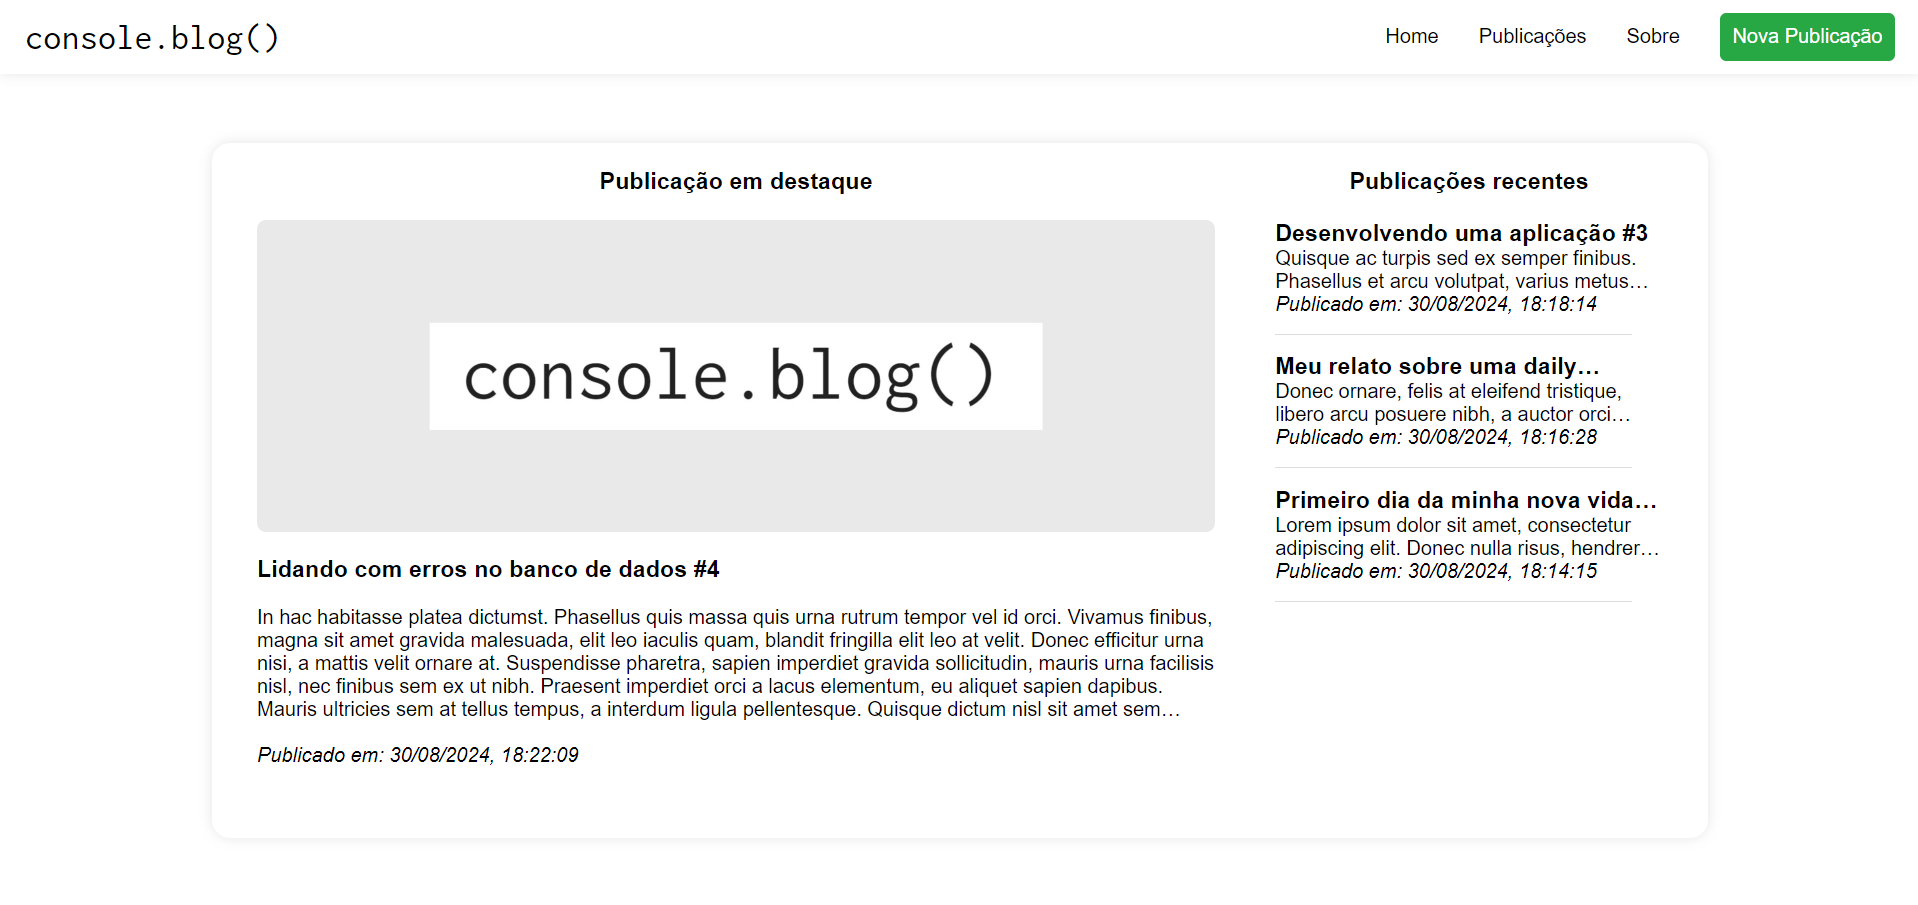 console.blog()
Home
Publicações
Sobre
Nova Publicação
Publicação em destaque
console.blog()
Lidando com erros no banco de dados #4
In hac habitasse platea dictumst. Phasellus quis massa quis urna rutrum tempor vel id orci. Vivamus finibus,
magna sit amet gravida malesuada, elit leo iaculis quam, blandit fringilla elit leo at velit. Donec efficitur urna
nisi, a mattis velit ornare at. Suspendisse pharetra, sapien imperdiet gravida sollicitudin, mauris urna facilisis
nisl, nec finibus sem ex ut nibh. Praesent imperdiet orci a lacus elementum, eu aliquet sapien dapibus.
Mauris ultricies sem at tellus tempus, a interdum ligula pellentesque. Quisque dictum nisl sit amet sem…
Publicado em: 30/08/2024, 18:22:09
Publicações recentes
Desenvolvendo uma aplicação #3
Quisque ac turpis sed ex semper finibus.
Phasellus et arcu volutpat, varius metus…
Publicado em: 30/08/2024, 18:18:14
Meu relato sobre uma daily…
Donec ornare, felis at eleifend tristique,
libero arcu posuere nibh, a auctor orci…
Publicado em: 30/08/2024, 18:16:28
Primeiro dia da minha nova vida…
Lorem ipsum dolor sit amet, consectetur
adipiscing elit. Donec nulla risus, hendrer…
Publicado em: 30/08/2024, 18:14:15